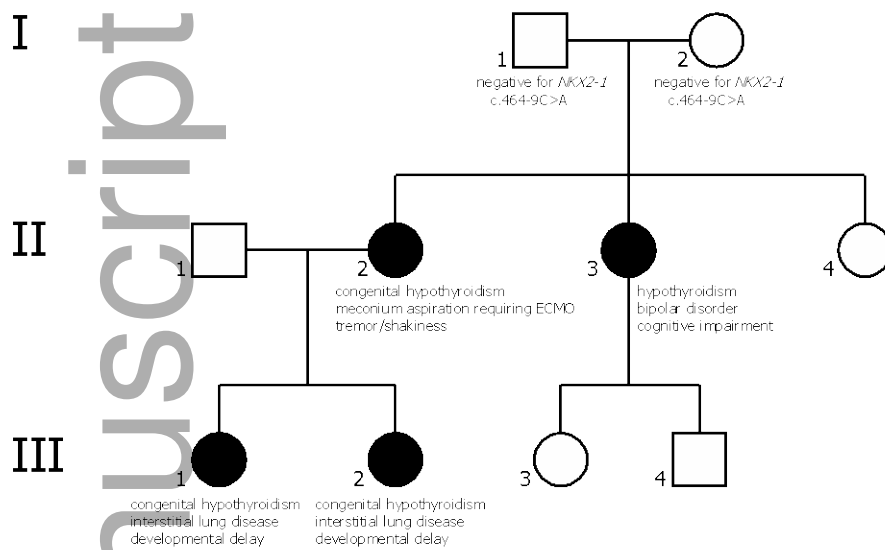 I
1
2
negative for NKX2-1
c.464-9C>A
negative for NKX2-1
c.464-9C>A
II
1
2
3
4
congenital hypothyroidism
meconium aspiration requiring ECMO
tremor/shakiness
hypothyroidism
bipolar disorder
cognitive impairment
III
1
2
3
4
congenital hypothyroidism
interstitial lung disease
developmental delay
congenital hypothyroidism
interstitial lung disease
developmental delay
nuscript